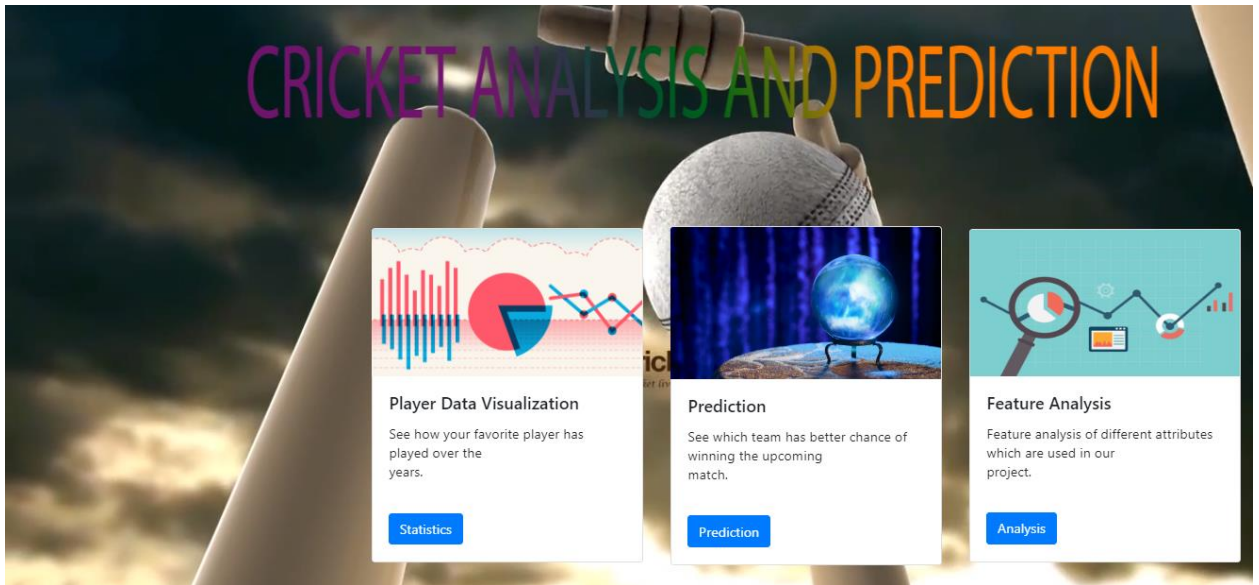 CRICKET ANALYSIS AND PREDICTION
Player Data Visualization
See how your favorite player has
played over the
years.
Statistics
Prediction
See which team has better chance of
winning the upcoming
match.
Prediction
Feature Analysis
Feature analysis of different attributes
which are used in our
project.
Analysis